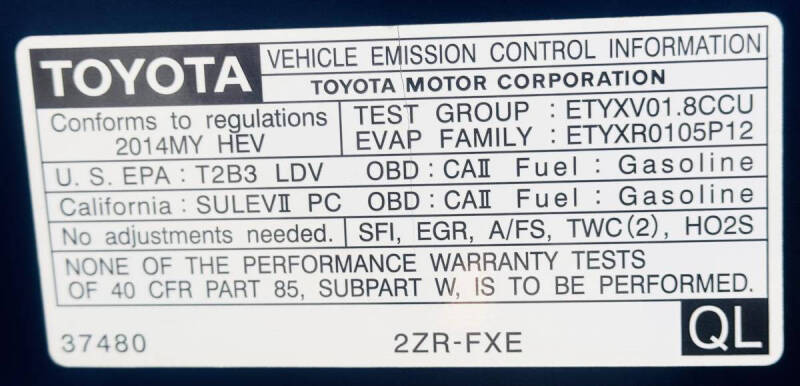 TOYOTA
VEHICLE EMISSION CONTROL INFORMATION
TOYOTA MOTOR CORPORATION
Conforms to regulations
2014MY HEV
TEST GROUP : ETYXV01.8CCU
EVAP FAMILY : ETYXR0105P12
U. S. EPA : T2B3 LDV OBD : CAⅡ Fuel : Gasoline
California : SULEVⅡ PC OBD : CAⅡ Fuel : Gasoline
No adjustments needed. SFI, EGR, A/FS, TWC(2), HO2S
NONE OF THE PERFORMANCE WARRANTY TESTS
OF 40 CFR PART 85, SUBPART W, IS TO BE PERFORMED.
37480 2ZR-FXE QL